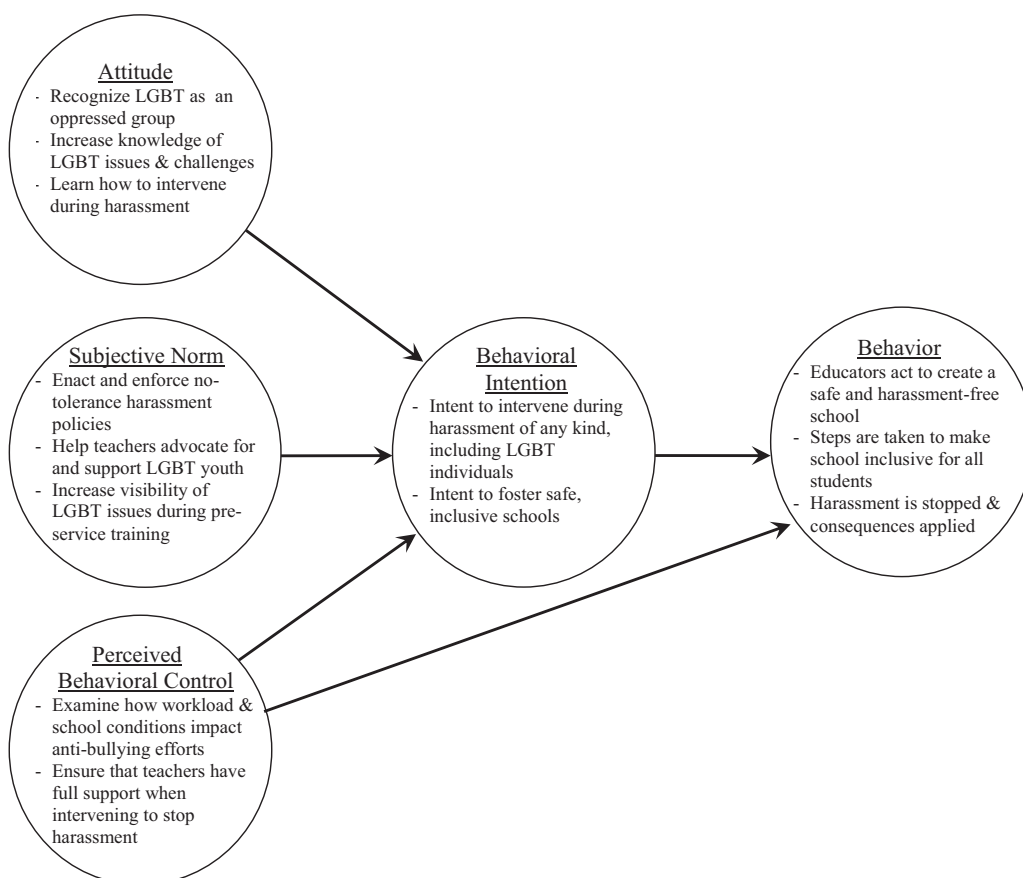 Attitude
· Recognize LGBT as an
oppressed group
· Increase knowledge of
LGBT issues & challenges
· Learn how to intervene
during harassment
Subjective Norm
- Enact and enforce no-
tolerance harassment
policies
- Help teachers advocate for
and support LGBT youth
- Increase visibility of
LGBT issues during pre-
service training
Perceived
Behavioral Control
- Examine how workload &
school conditions impact
anti-bullying efforts
- Ensure that teachers have
full support when
intervening to stop
harassment
Behavioral
Intention
- Intent to intervene during
harassment of any kind,
including LGBT
individuals
- Intent to foster safe,
inclusive schools
Behavior
- Educators act to create a
safe and harassment-free
school
- Steps are taken to make
school inclusive for all
students
- Harassment is stopped &
consequences applied